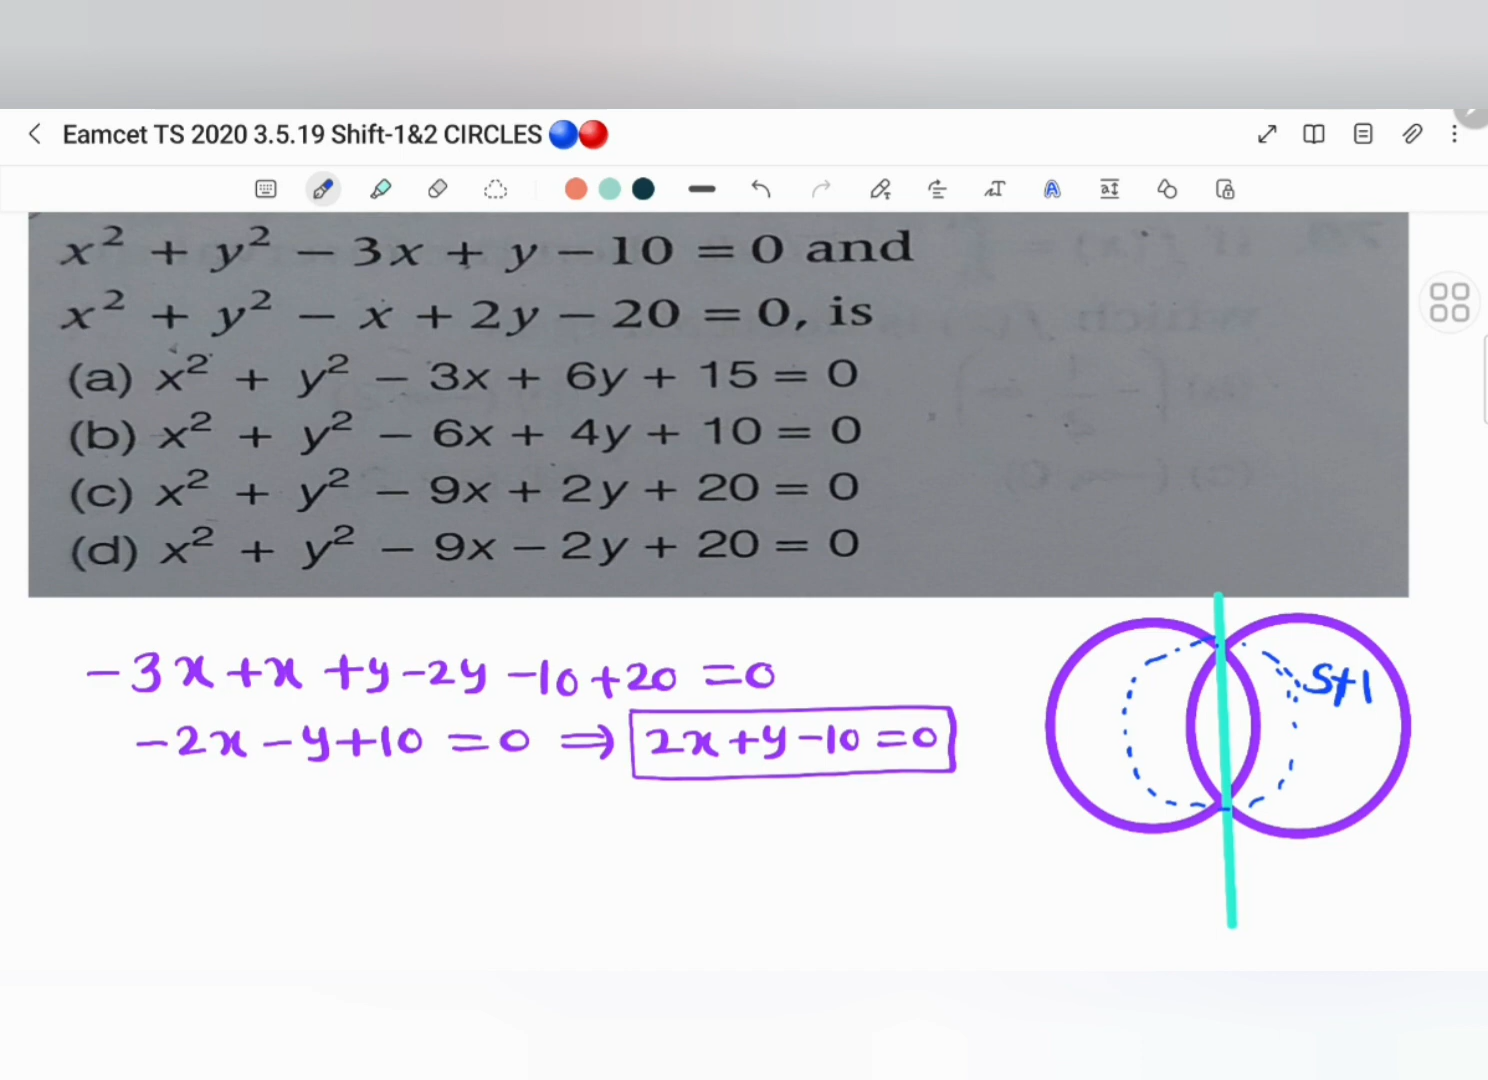 Eamcet TS 2020 3.5.19 Shift-1&2 CIRCLES
x² + y² − 3x + y − 10 = 0 and
x² + y² − x + 2y − 20 = 0, is
(a) x² + y² − 3x + 6y + 15 = 0
(b) x² + y² − 6x + 4y + 10 = 0
(c) x² + y² − 9x + 2y + 20 = 0
(d) x² + y² − 9x − 2y + 20 = 0
-3x+x +y-2y -10+20 =0
-2x-y+10 =0 ⇒ 2x+y-10=0